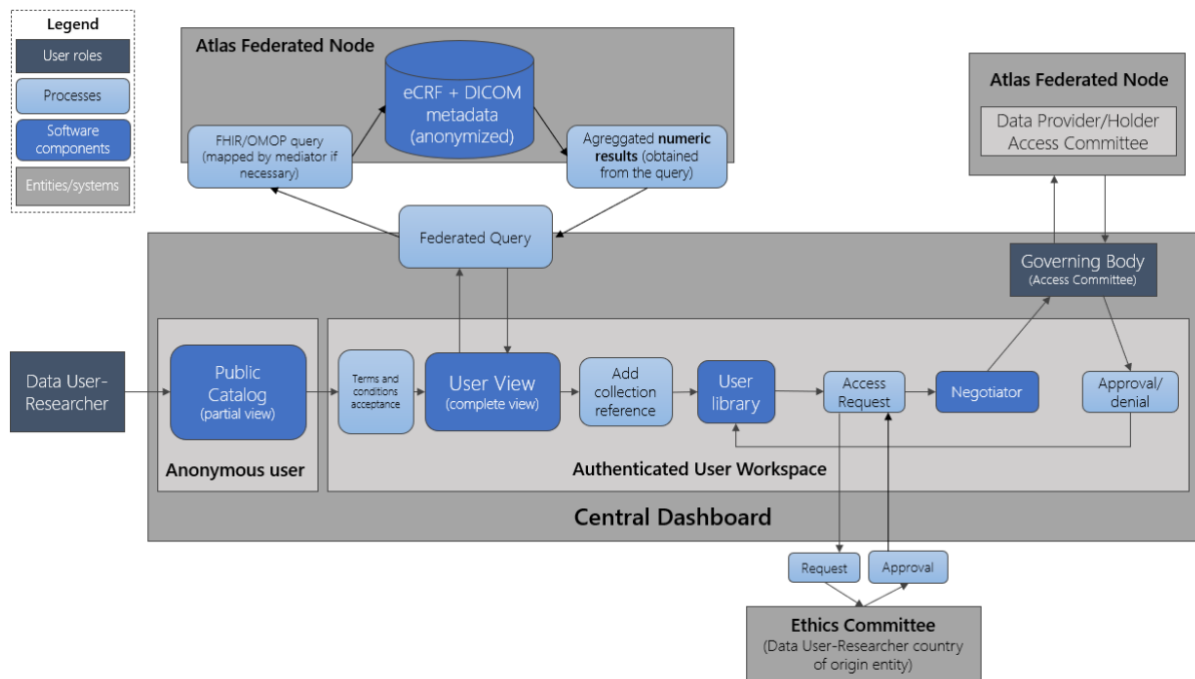 Legend
User roles
Processes
Software
components
Entities/systems
Atlas Federated Node
eCRF + DICOM
metadata
(anonymized)
FHIR/OMOP query
(mapped by mediator if
necessary)
Agreggated numeric
results (obtained
from the query)
Federated Query
Atlas Federated Node
Data Provider/Holder
Access Committee
Governing Body
(Access Committee)
Data User-
Researcher
Public
Catalog
(partial view)
Anonymous user
Terms and
conditions
acceptance
User View
(complete view)
Add
collection
reference
User
library
Access
Request
Negotiator
Approval/
denial
Authenticated User Workspace
Central Dashboard
Request
Approval
Ethics Committee
(Data User-Researcher country
of origin entity)